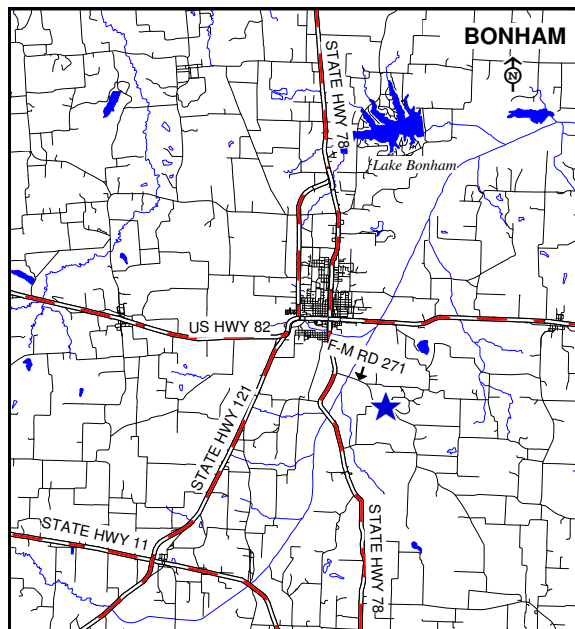 BONHAM
N
STATE HWY 78
Lake Bonham
US HWY 82
F-M RD 271
STATE HWY 121
STATE HWY 11
STATE HWY 78